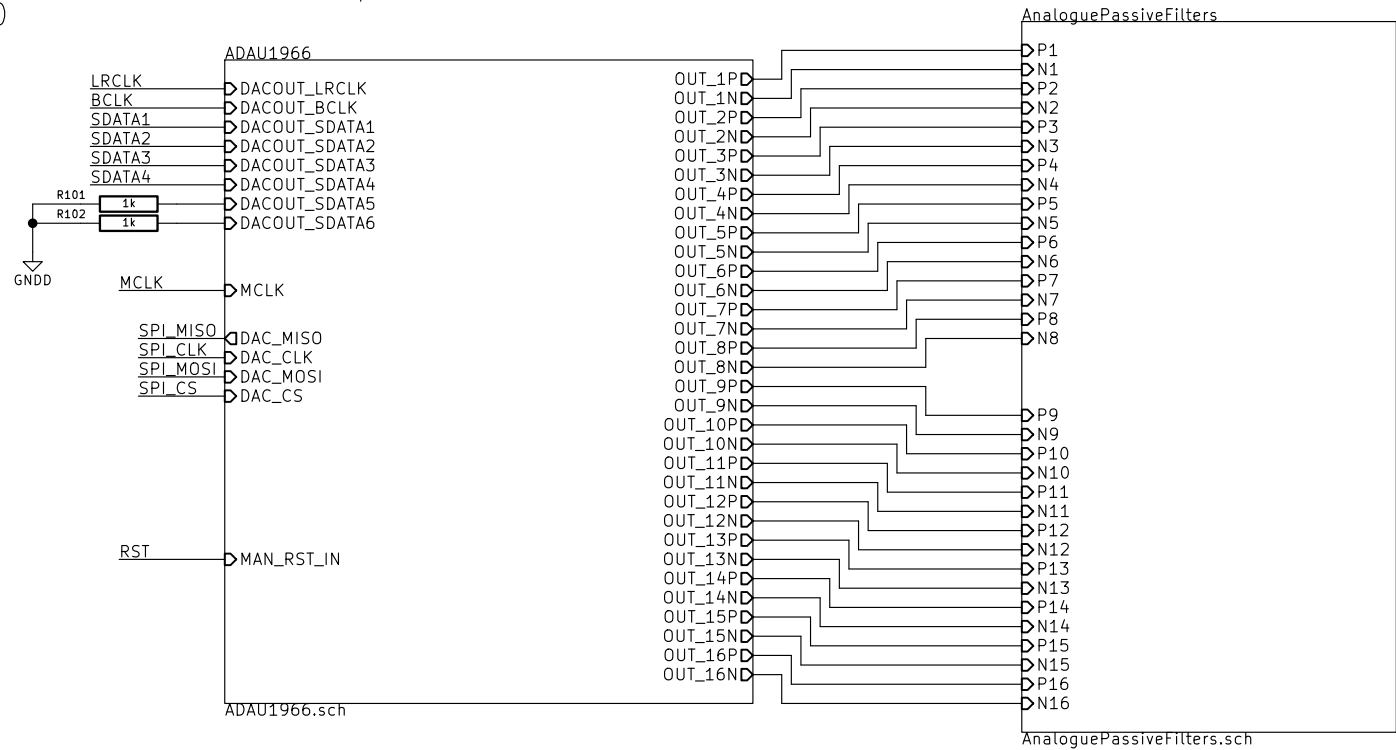 AnaloguePassiveFilters
ADAU1966
LRCLK
BCLK
SDATA1
SDATA2
SDATA3
SDATA4
R101
1k
R102
1k
GNDD
MCLK
SPI_MISO
SPI_CLK
SPI_MOSI
SPI_CS
RST
DACOUT_LRCLK
DACOUT_BCLK
DACOUT_SDATA1
DACOUT_SDATA2
DACOUT_SDATA3
DACOUT_SDATA4
DACOUT_SDATA5
DACOUT_SDATA6
MCLK
DAC_MISO
DAC_CLK
DAC_MOSI
DAC_CS
MAN_RST_IN
OUT_1P
OUT_1N
OUT_2P
OUT_2N
OUT_3P
OUT_3N
OUT_4P
OUT_4N
OUT_5P
OUT_5N
OUT_6P
OUT_6N
OUT_7P
OUT_7N
OUT_8P
OUT_8N
OUT_9P
OUT_9N
OUT_10P
OUT_10N
OUT_11P
OUT_11N
OUT_12P
OUT_12N
OUT_13P
OUT_13N
OUT_14P
OUT_14N
OUT_15P
OUT_15N
OUT_16P
OUT_16N
P1
N1
P2
N2
P3
N3
P4
N4
P5
N5
P6
N6
P7
N7
P8
N8
P9
N9
P10
N10
P11
N11
P12
N12
P13
N13
P14
N14
P15
N15
P16
N16
ADAU1966.sch
AnaloguePassiveFilters.sch